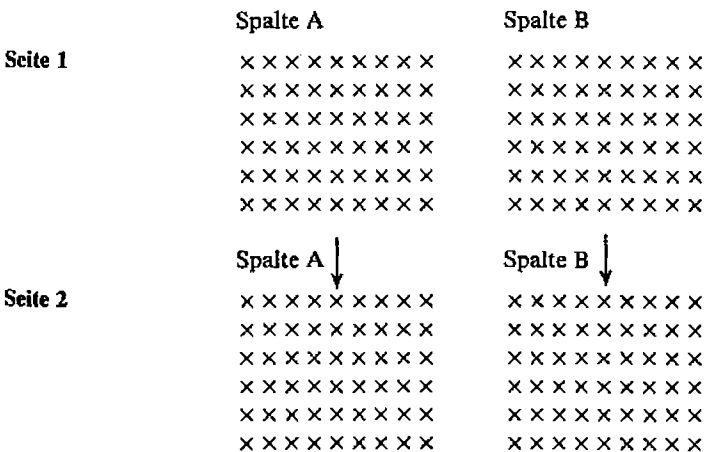 Spalte A Spalte B
Seite 1 × × × × × × × × × × × × × × × × × ×
× × × × × × × × × × × × × × × × × ×
× × × × × × × × × × × × × × × × × ×
× × × × × × × × × × × × × × × × × ×
× × × × × × × × × × × × × × × × × ×
× × × × × × × × × × × × × × × × × ×
Spalte A Spalte B
Seite 2 × × × × × × × × × × × × × × × × × ×
× × × × × × × × × × × × × × × × × ×
× × × × × × × × × × × × × × × × × ×
× × × × × × × × × × × × × × × × × ×
× × × × × × × × × × × × × × × × × ×
× × × × × × × × × × × × × × × × × ×